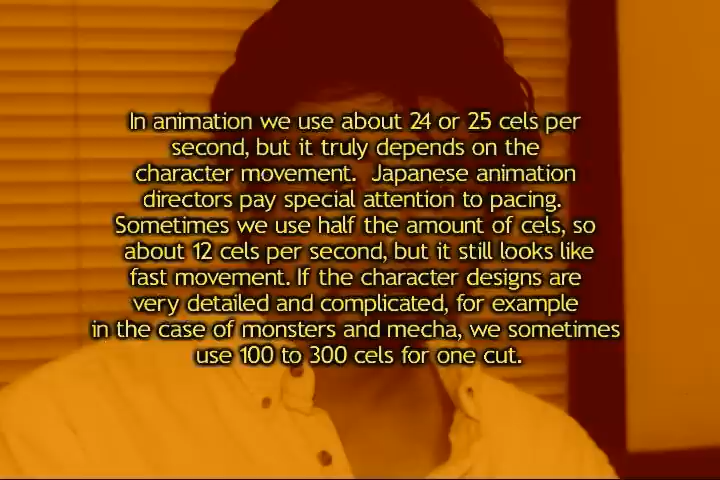 In animation we use about 24 or 25 cels per
second, but it truly depends on the
character movement.  Japanese animation
directors pay special attention to pacing.
Sometimes we use half the amount of cels, so
about 12 cels per second, but it still looks like
fast movement. If the character designs are
very detailed and complicated, for example
in the case of monsters and mecha, we sometimes
use 100 to 300 cels for one cut.